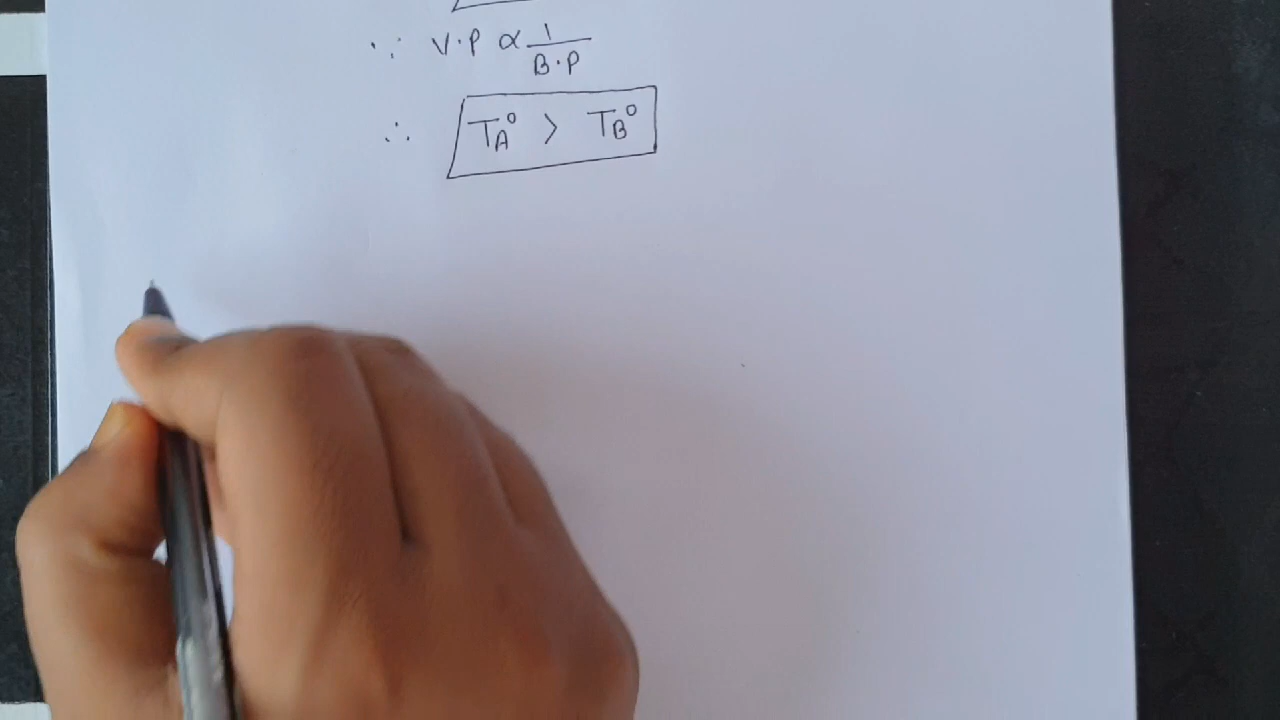 ∵ V.P ∝ 1/B.P
∴ T_A° > T_B°